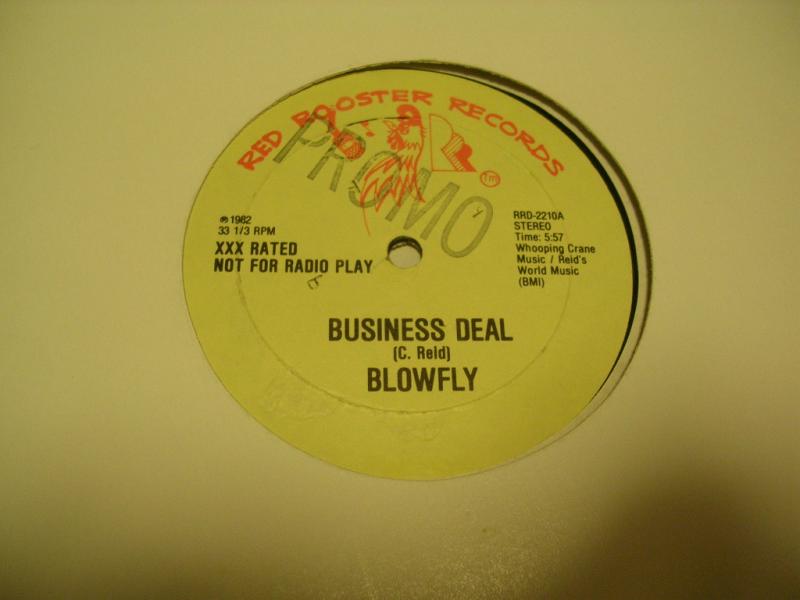 RED ROOSTER RECORDS
RR
TM
PROMO
℗1982
33 1/3 RPM
XXX RATED
NOT FOR RADIO PLAY
RRD-2210A
STEREO
Time: 5:57
Whooping Crane
Music / Reid's
World Music
(BMI)
BUSINESS DEAL
(C. Reid)
BLOWFLY